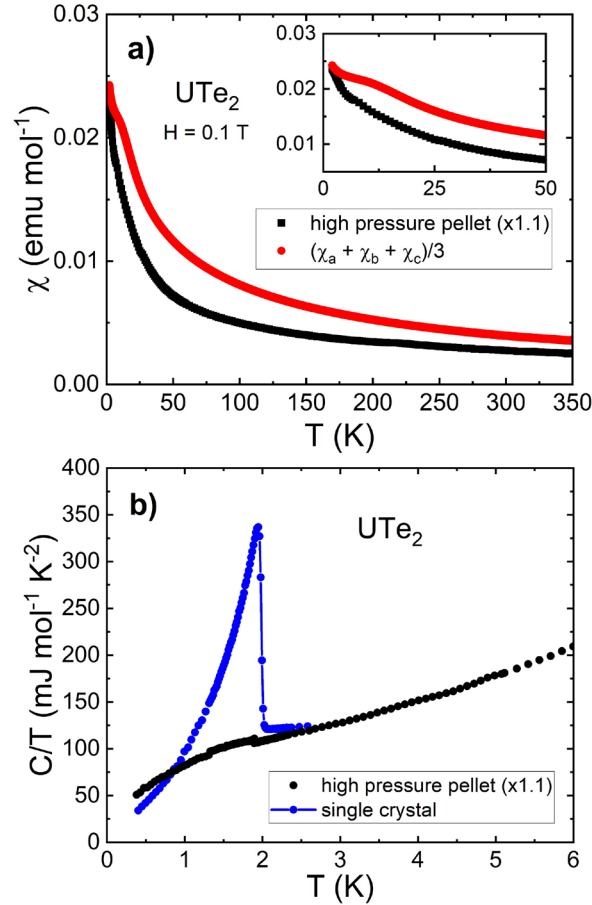 a)
UTe₂
H = 0.1 T
χ (emu mol⁻¹)
0.03
0.02
0.01
0.00
0.03
0.02
0.01
0 25 50
high pressure pellet (x1.1)
(χₐ + χ_b + χ_c)/3
0 50 100 150 200 250 300 350
T (K)
b)
UTe₂
C/T (mJ mol⁻¹ K⁻²)
400
350
300
250
200
150
100
50
0
high pressure pellet (x1.1)
single crystal
0 1 2 3 4 5 6
T (K)